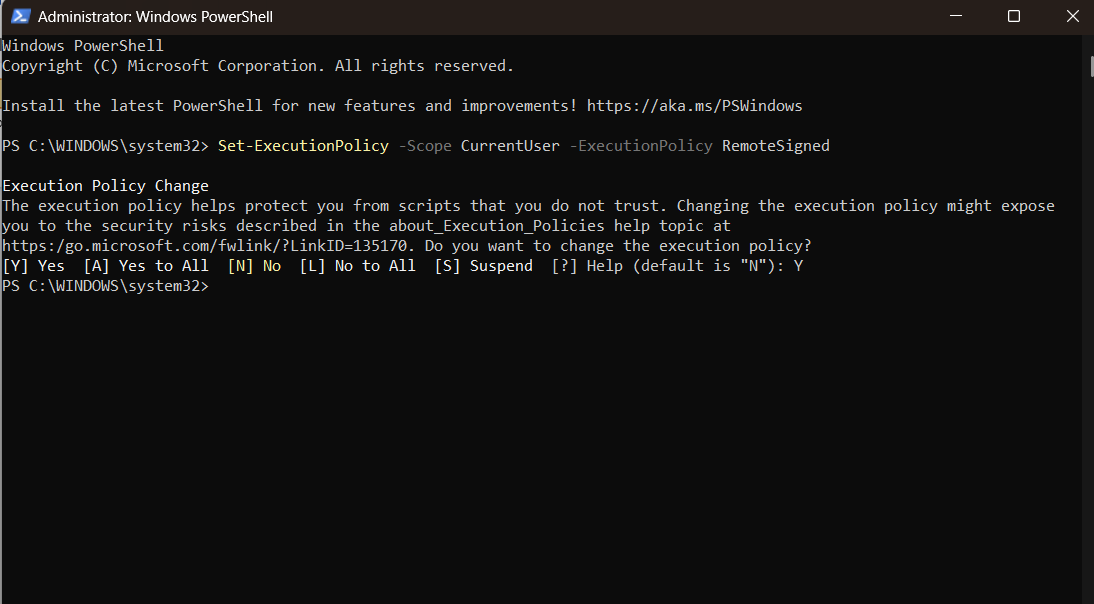 Administrator: Windows PowerShell
Windows PowerShell
Copyright (C) Microsoft Corporation. All rights reserved.
Install the latest PowerShell for new features and improvements! https://aka.ms/PSWindows
PS C:\WINDOWS\system32> Set-ExecutionPolicy -Scope CurrentUser -ExecutionPolicy RemoteSigned
Execution Policy Change
The execution policy helps protect you from scripts that you do not trust. Changing the execution policy might expose
you to the security risks described in the about_Execution_Policies help topic at
https:/go.microsoft.com/fwlink/?LinkID=135170. Do you want to change the execution policy?
[Y] Yes  [A] Yes to All  [N] No  [L] No to All  [S] Suspend  [?] Help (default is "N"): Y
PS C:\WINDOWS\system32>